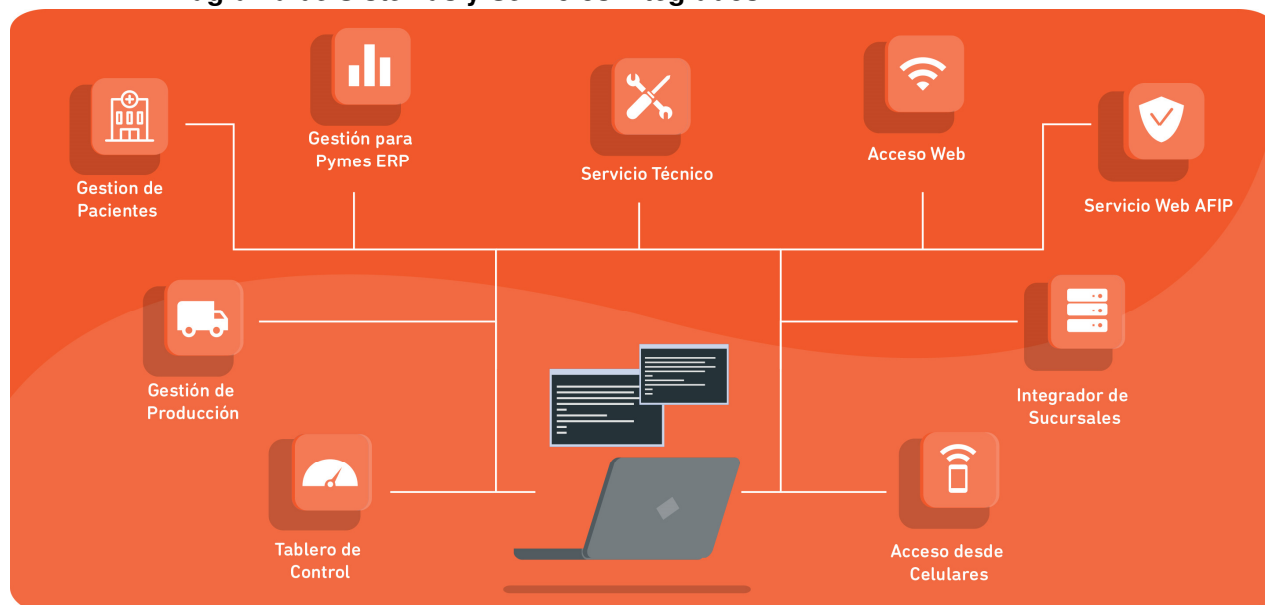 Gestion de
Pacientes
Gestión para
Pymes ERP
Servicio Técnico
Acceso Web
Servicio Web AFIP
Gestión de
Producción
Integrador de
Sucursales
Tablero de
Control
Acceso desde
Celulares